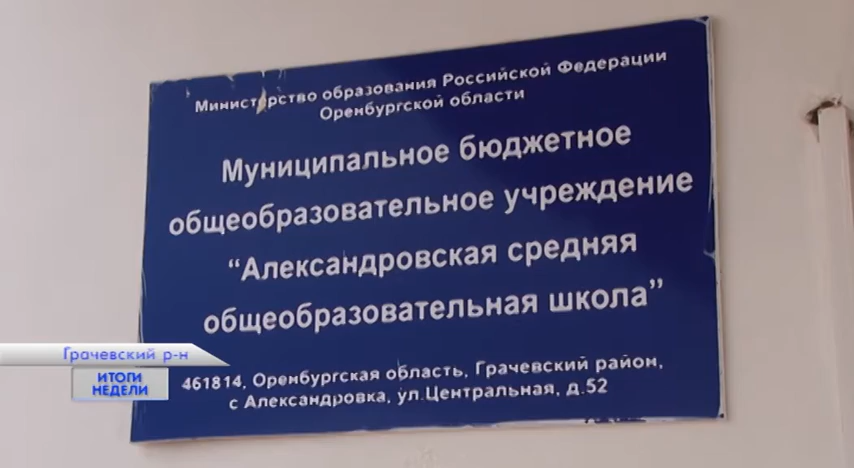 Министерство образования Российской Федерации
Оренбургской области
Муниципальное бюджетное
общеобразовательное учреждение
“Александровская средняя
общеобразовательная школа”
461814, Оренбургская область, Грачевский район,
с Александровка, ул.Центральная, д.52
Грачевский р-н
ИТОГИ
НЕДЕЛИ